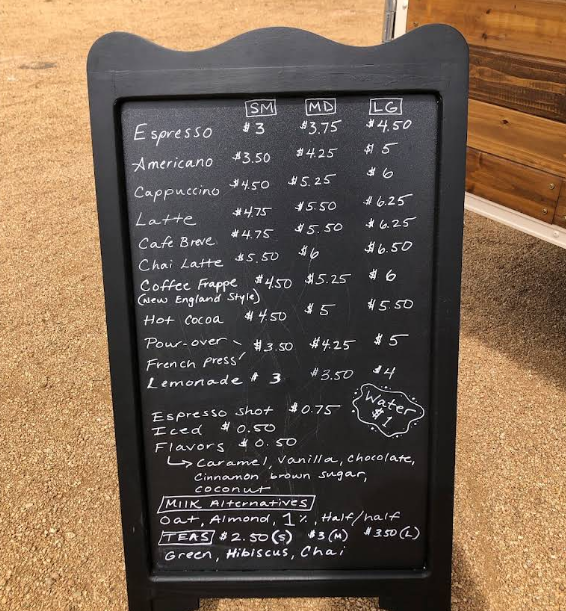 SM MD LG
Espresso $3 $3.75 $4.50
Americano $3.50 $4.25 $5
Cappuccino $4.50 $5.25 $6
Latte $4.75 $5.50 $6.25
Cafe Breve $4.75 $5.50 $6.25
Chai Latte $5.50 $6 $6.50
Coffee Frappe $4.50 $5.25 $6
(New England Style)
Hot Cocoa $4.50 $5 $5.50
Pour-over $3.50 $4.25 $5
French Press
Lemonade $3 $3.50 $4
Water
$1
Espresso shot $0.75
Iced $0.50
Flavors $0.50
Caramel, Vanilla, Chocolate,
Cinnamon brown sugar,
coconut
Milk Alternatives
Oat, Almond, 1%, Half/half
TEAS $2.50(S) $3(M) $3.50(L)
Green, Hibiscus, Chai